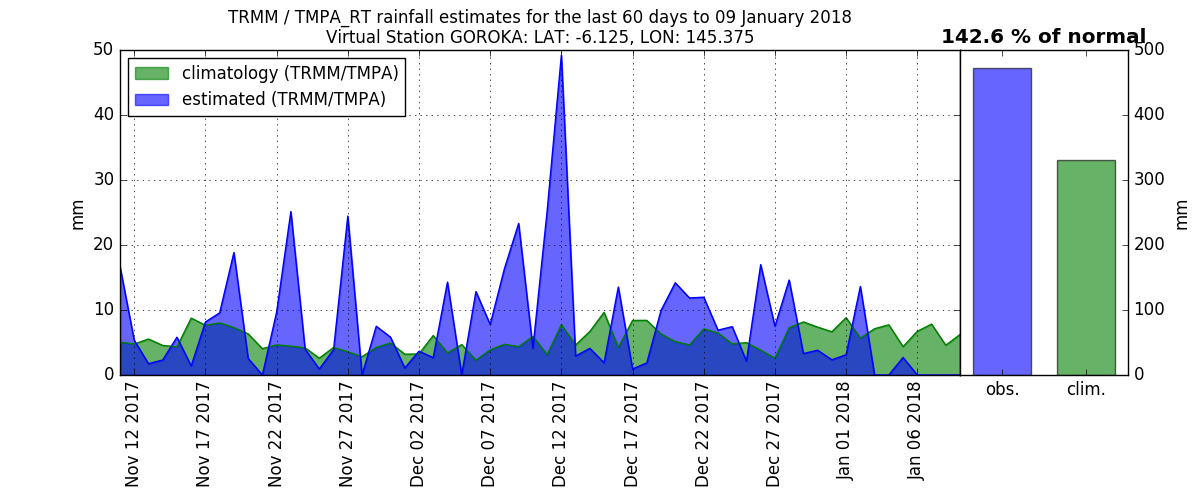 TRMM / TMPA_RT rainfall estimates for the last 60 days to 09 January 2018
Virtual Station GOROKA: LAT: -6.125, LON: 145.375
142.6 % of normal
climatology (TRMM/TMPA)
estimated (TRMM/TMPA)
50
40
30
20
10
0
mm
500
400
300
200
100
0
mm
Nov 12 2017
Nov 17 2017
Nov 22 2017
Nov 27 2017
Dec 02 2017
Dec 07 2017
Dec 12 2017
Dec 17 2017
Dec 22 2017
Dec 27 2017
Jan 01 2018
Jan 06 2018
obs.
clim.